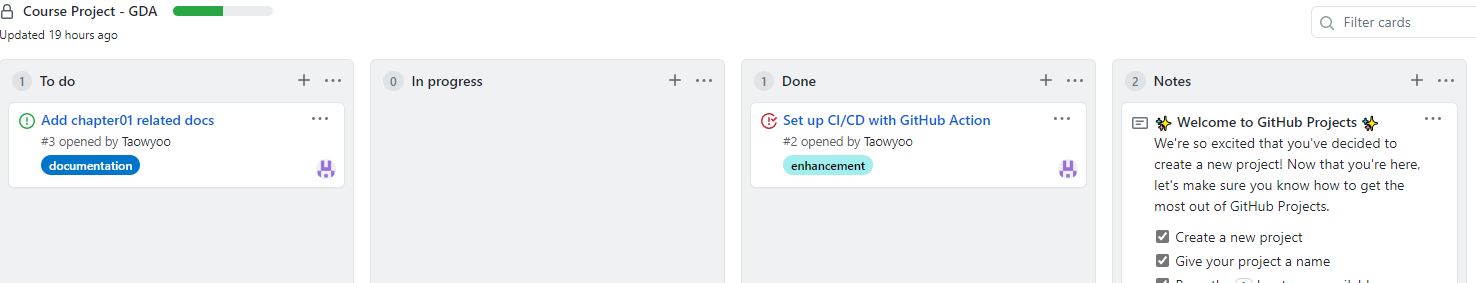 Course Project - GDA
Updated 19 hours ago
Filter cards
1 To do
Add chapter01 related docs
#3 opened by Taowyoo
documentation
0 In progress
1 Done
Set up CI/CD with GitHub Action
#2 opened by Taowyoo
enhancement
2 Notes
✨ Welcome to GitHub Projects ✨
We're so excited that you've decided to
create a new project! Now that you're here,
let's make sure you know how to get the
most out of GitHub Projects.
Create a new project
Give your project a name